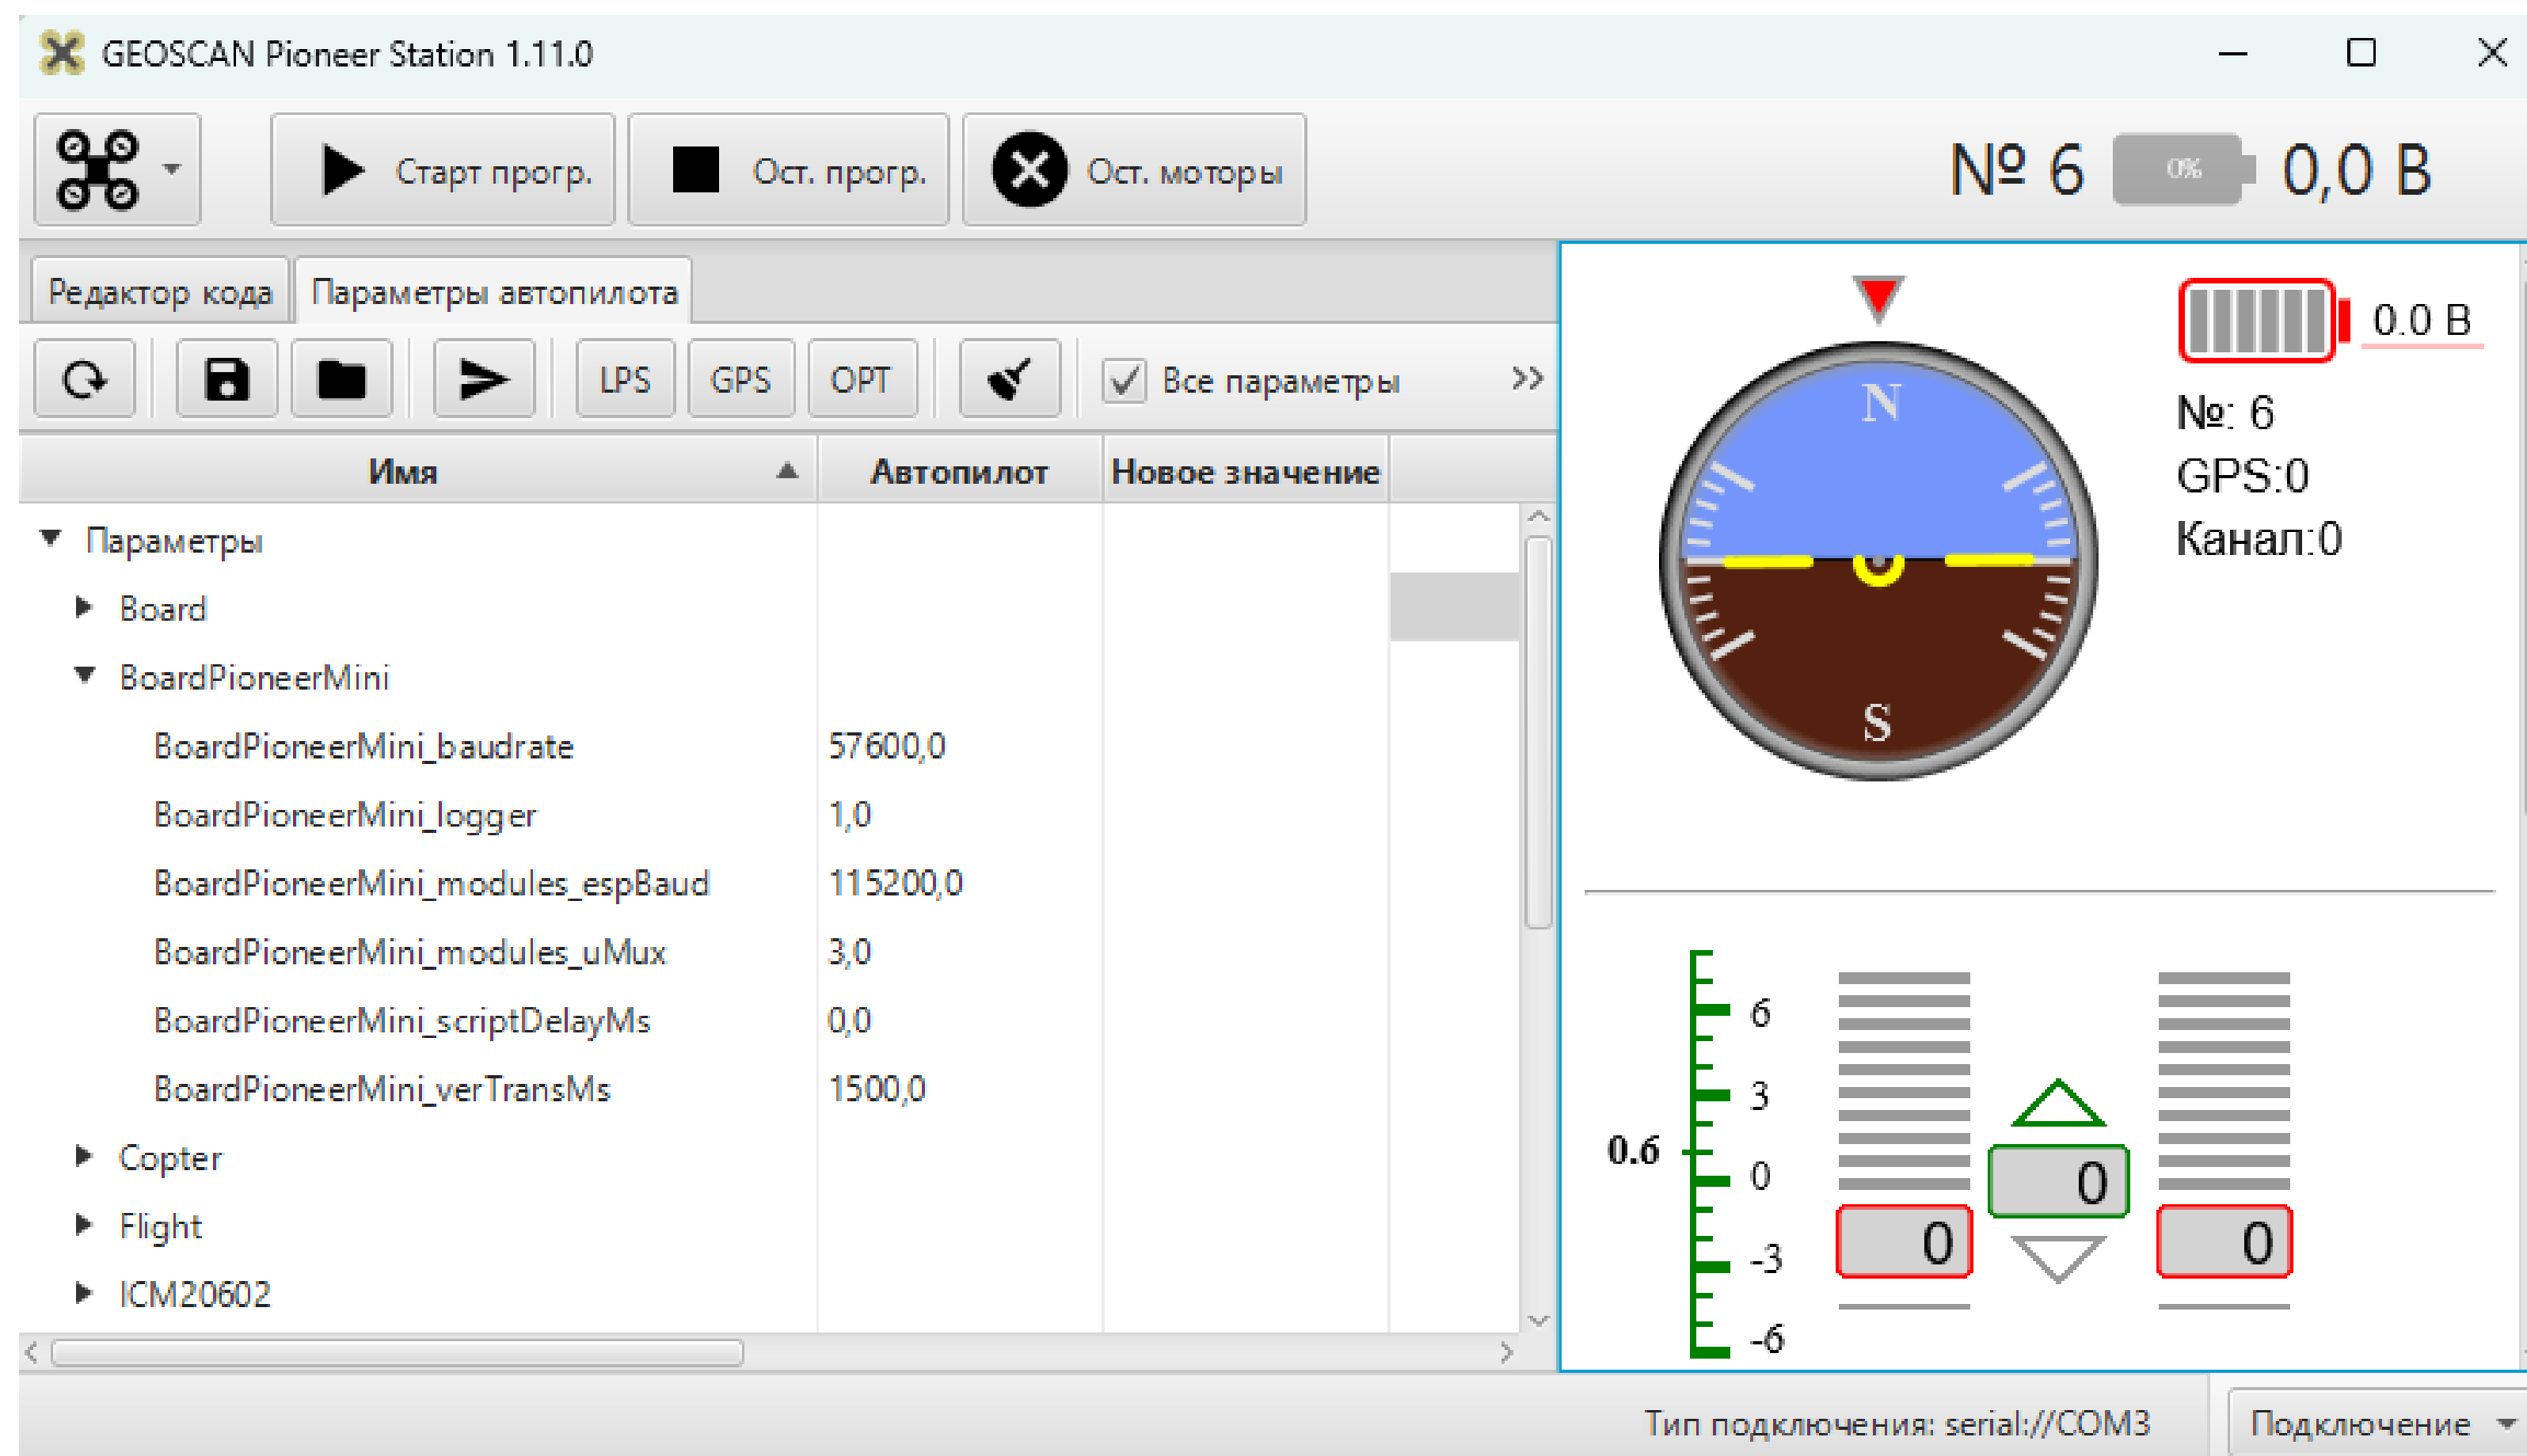 GEOSCAN Pioneer Station 1.11.0
Старт прогр. Ост. прогр. Ост. моторы № 6 0% 0,0 В
Редактор кода Параметры автопилота
LPS GPS OPT Все параметры
Имя Автопилот Новое значение
Параметры
Board
BoardPioneerMini
BoardPioneerMini_baudrate 57600,0
BoardPioneerMini_logger 1,0
BoardPioneerMini_modules_espBaud 115200,0
BoardPioneerMini_modules_uMux 3,0
BoardPioneerMini_scriptDelayMs 0,0
BoardPioneerMini_verTransMs 1500,0
Copter
Flight
ICM20602
N
S
0.0 В
№: 6
GPS:0
Канал:0
6
3
0.6
0
-3
-6
0
0
0
Тип подключения: serial://COM3 Подключение